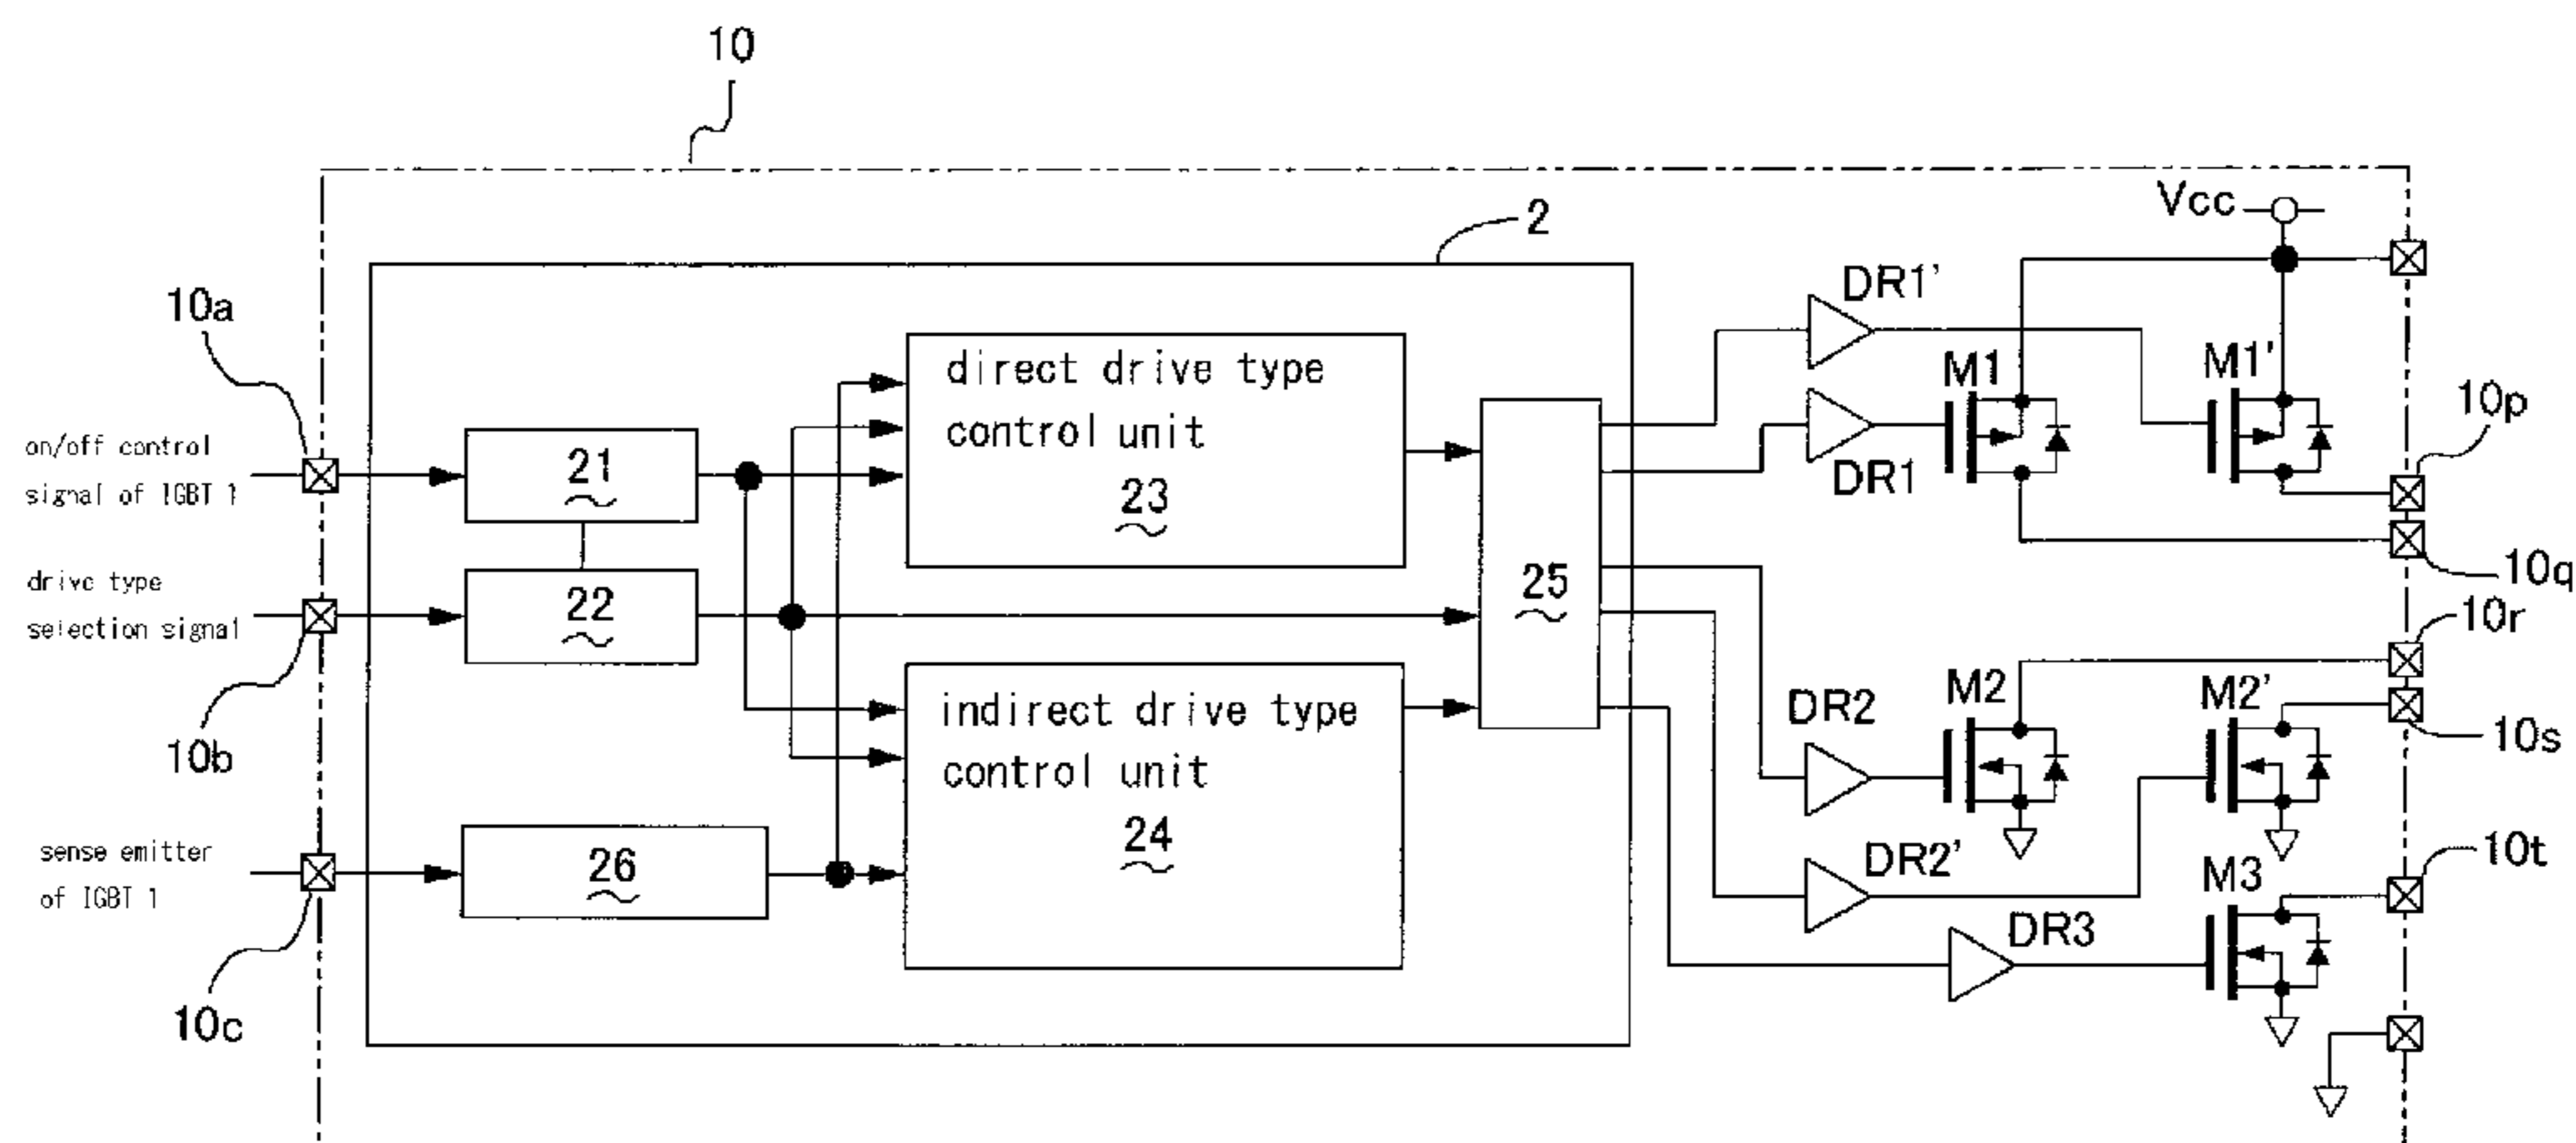 10
2
Vcc
10a
DR1'
direct drive type
control unit
23
M1
M1'
10p
on/off control
signal of IGBT 1
21
DR1
10q
drive type
selection signal
22
25
10r
10b
indirect drive type
control unit
24
DR2
M2
M2'
10s
sense emitter
of IGBT 1
26
DR2'
M3
10t
DR3
10c